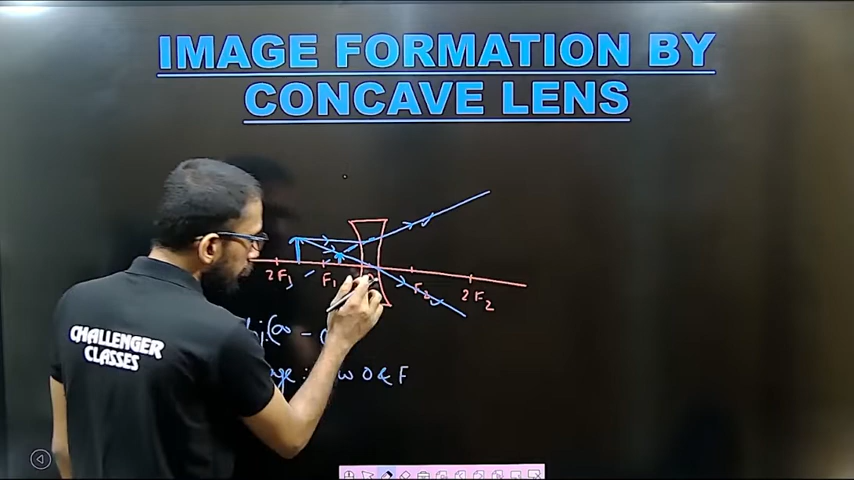 IMAGE FORMATION BY
CONCAVE LENS
2F₁
F₁
F₂
2F₂
(∞ -
: O & F
CHALLENGER
CLASSES